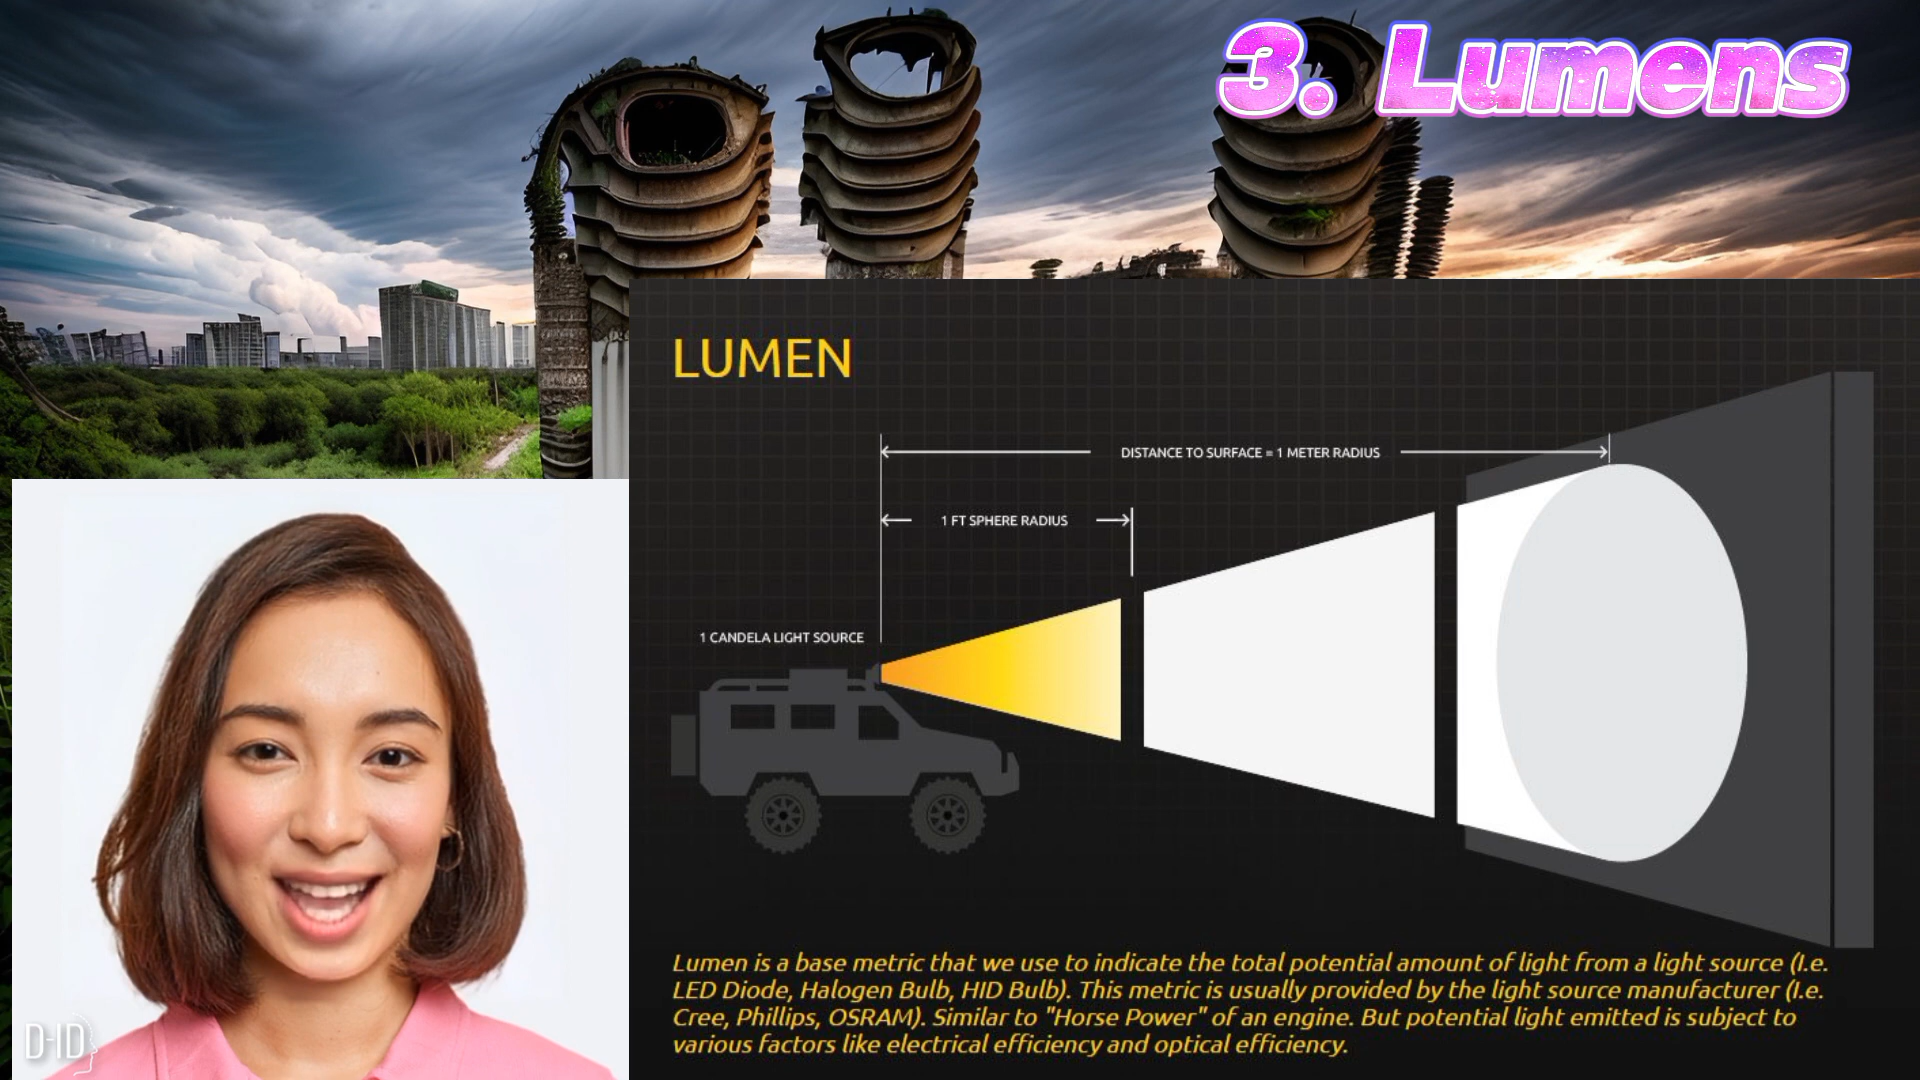 3. Lumens
LUMEN
DISTANCE TO SURFACE = 1 METER RADIUS
1 FT SPHERE RADIUS
1 CANDELA LIGHT SOURCE
Lumen is a base metric that we use to indicate the total potential amount of light from a light source (I.e.
LED Diode, Halogen Bulb, HID Bulb). This metric is usually provided by the light source manufacturer (I.e.
Cree, Phillips, OSRAM). Similar to "Horse Power" of an engine. But potential light emitted is subject to
various factors like electrical efficiency and optical efficiency.
D-ID